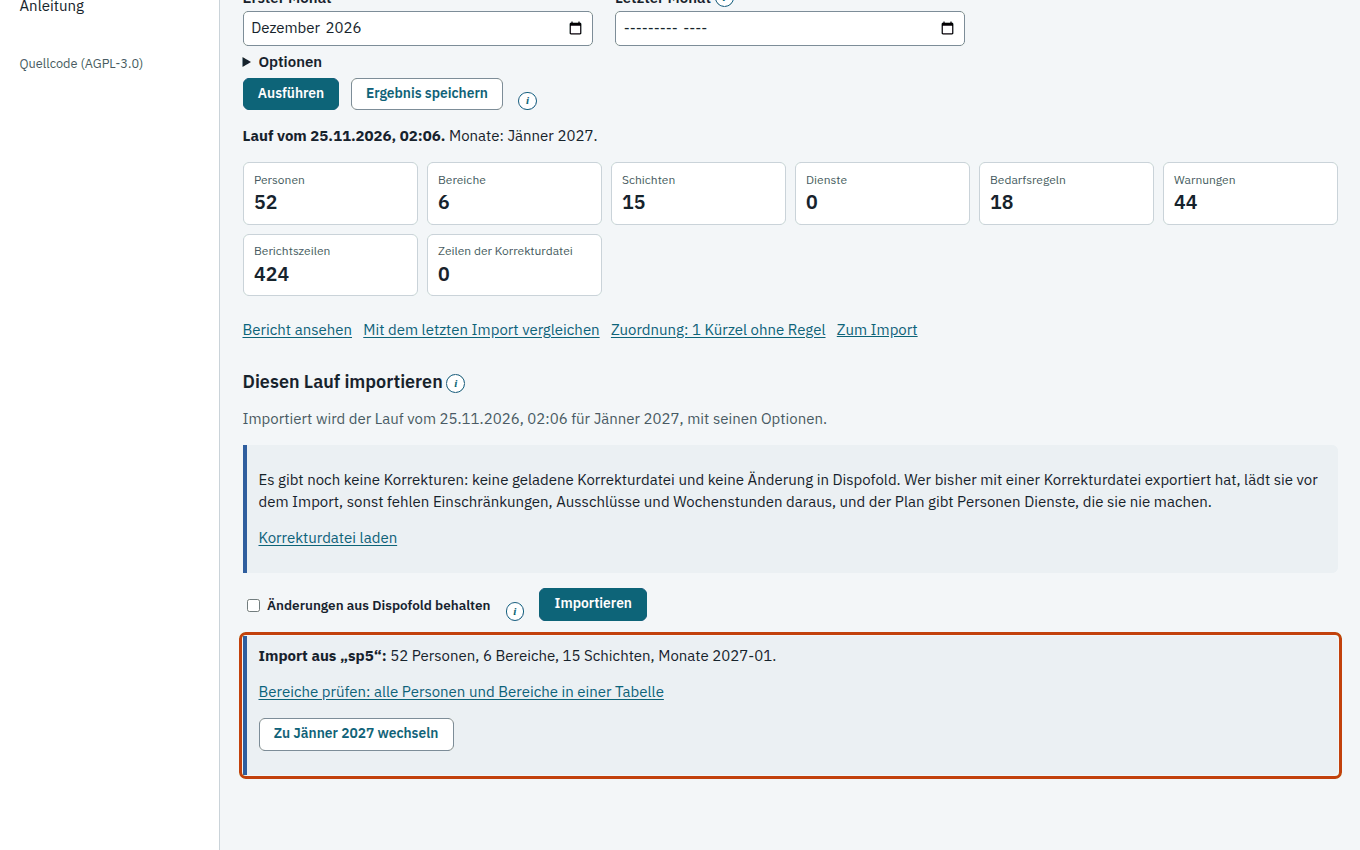 Anleitung
Quellcode (AGPL-3.0)
Erster Monat
Letzter Monat i
Dezember 2026
--------- ----
Optionen
Ausführen
Ergebnis speichern
i
Lauf vom 25.11.2026, 02:06. Monate: Jänner 2027.
Personen
52
Bereiche
6
Schichten
15
Dienste
0
Bedarfsregeln
18
Warnungen
44
Berichtszeilen
424
Zeilen der Korrekturdatei
0
Bericht ansehen Mit dem letzten Import vergleichen Zuordnung: 1 Kürzel ohne Regel Zum Import
Diesen Lauf importieren i
Importiert wird der Lauf vom 25.11.2026, 02:06 für Jänner 2027, mit seinen Optionen.
Es gibt noch keine Korrekturen: keine geladene Korrekturdatei und keine Änderung in Dispofold. Wer bisher mit einer Korrekturdatei exportiert hat, lädt sie vor
dem Import, sonst fehlen Einschränkungen, Ausschlüsse und Wochenstunden daraus, und der Plan gibt Personen Dienste, die sie nie machen.
Korrekturdatei laden
Änderungen aus Dispofold behalten i Importieren
Import aus „sp5“: 52 Personen, 6 Bereiche, 15 Schichten, Monate 2027-01.
Bereiche prüfen: alle Personen und Bereiche in einer Tabelle
Zu Jänner 2027 wechseln